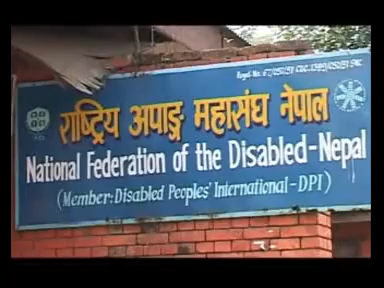 राष्ट्रिय अपाङ्ग महासंघ नेपाल
National Federation of the Disabled-Nepal
(Member: Disabled Peoples' International - DPI)